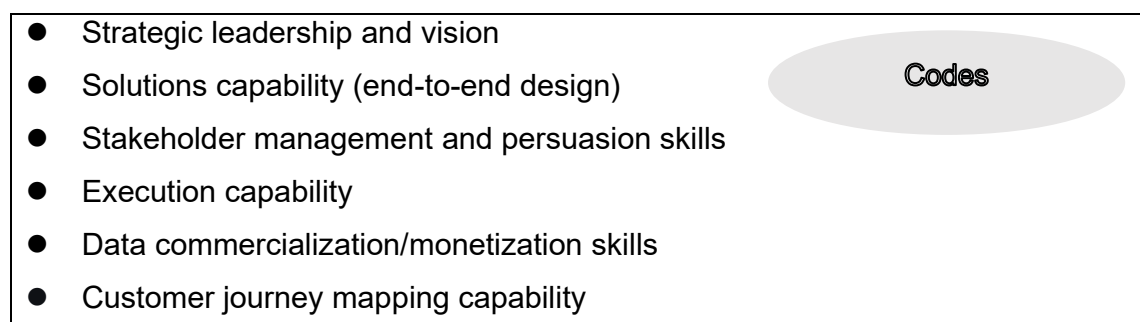 ● Strategic leadership and vision
Codes
● Solutions capability (end-to-end design)
● Stakeholder management and persuasion skills
● Execution capability
● Data commercialization/monetization skills
● Customer journey mapping capability